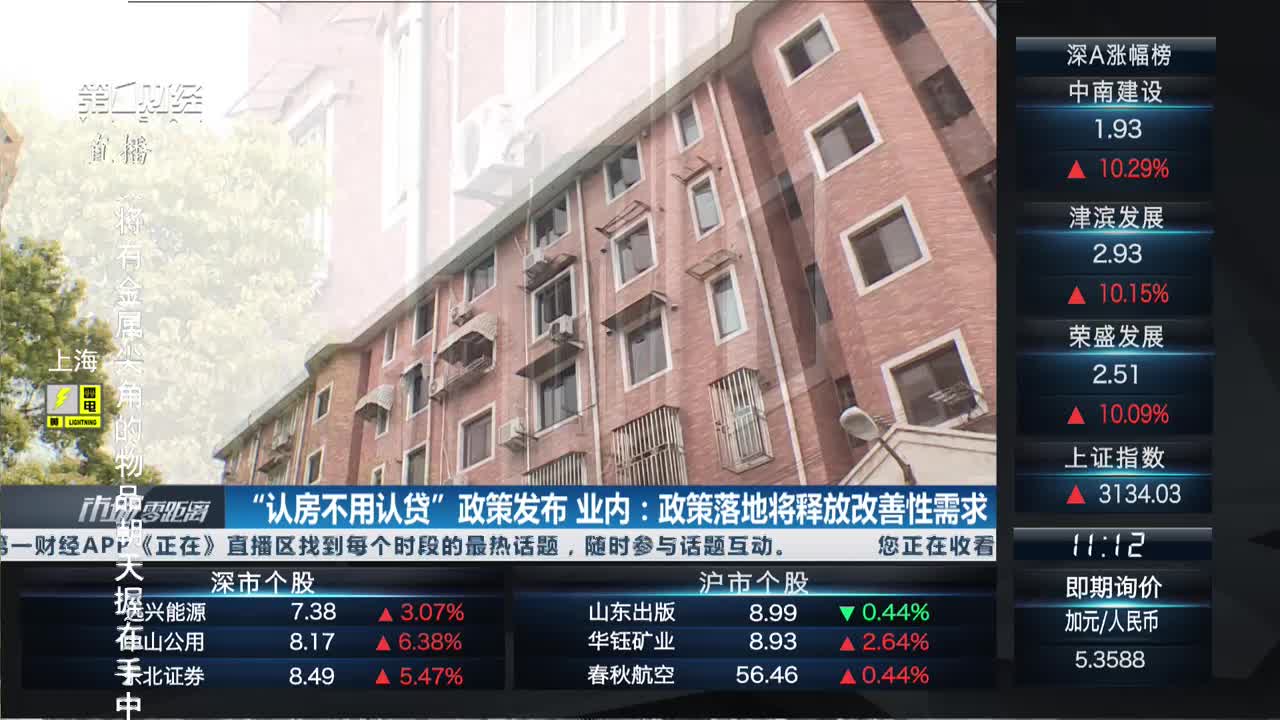 第一财经
直播
将有金属尖角的物品朝天握在手中
上海
雷电
黄 LIGHTNING
市场零距离
“认房不用认贷”政策发布 业内：政策落地将释放改善性需求
第一财经APP《正在》直播区找到每个时段的最热话题，随时参与话题互动。 您正在收看
深市个股
远兴能源 7.38 ▲ 3.07%
中山公用 8.17 ▲ 6.38%
东北证券 8.49 ▲ 5.47%
沪市个股
山东出版 8.99 ▼ 0.44%
华钰矿业 8.93 ▲ 2.64%
春秋航空 56.46 ▲ 0.44%
深A涨幅榜
中南建设
1.93
▲ 10.29%
津滨发展
2.93
▲ 10.15%
荣盛发展
2.51
▲ 10.09%
上证指数
▲ 3134.03
11:12
即期询价
加元/人民币
5.3588